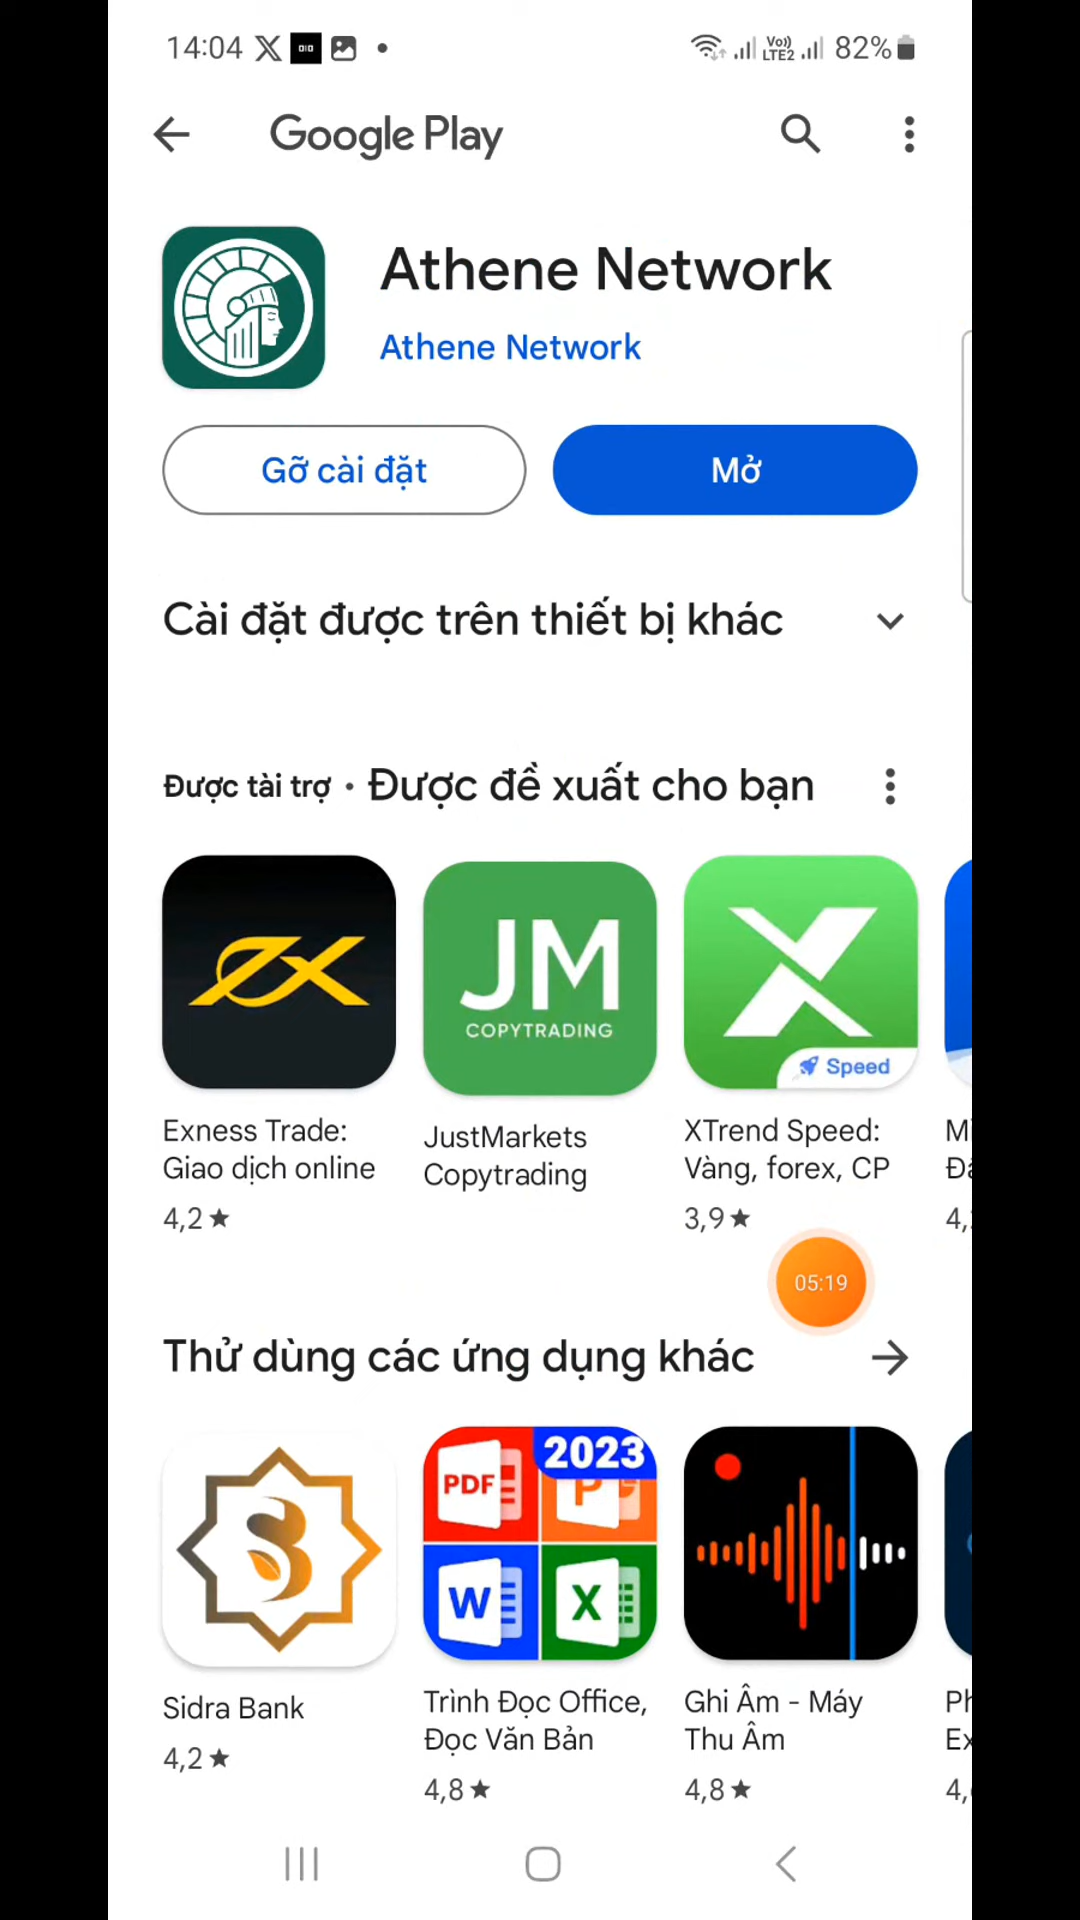 14:04 82%
Vo))
LTE2
Google Play
Athene Network
Athene Network
Gỡ cài đặt Mở
Cài đặt được trên thiết bị khác
Được tài trợ • Được đề xuất cho bạn
JM
COPYTRADING
Speed
Exness Trade:
Giao dịch online
4,2★
JustMarkets
Copytrading
XTrend Speed:
Vàng, forex, CP
3,9★
05:19
Thử dùng các ứng dụng khác
2023
PDF
P
W
X
Sidra Bank
4,2★
Trình Đọc Office,
Đọc Văn Bản
4,8★
Ghi Âm - Máy
Thu Âm
4,8★